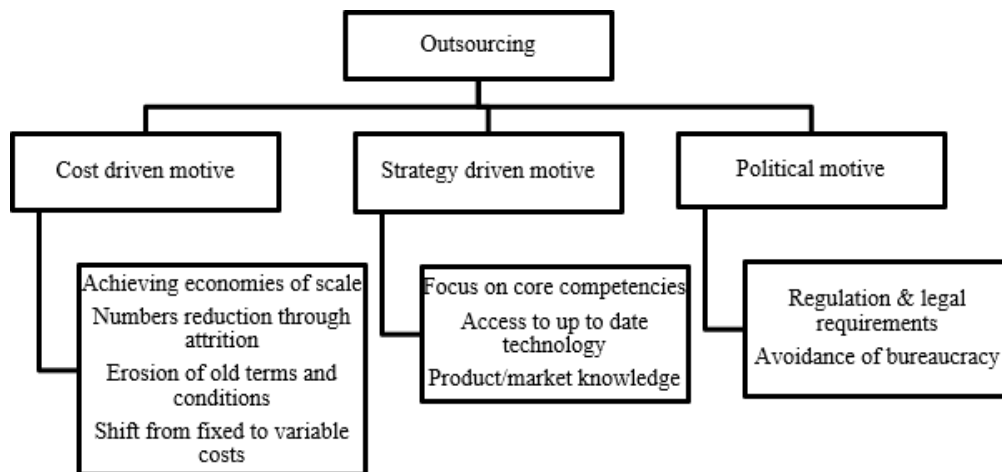 Outsourcing
Cost driven motive
Strategy driven motive
Political motive
Achieving economies of scale
Numbers reduction through
attrition
Erosion of old terms and
conditions
Shift from fixed to variable
costs
Focus on core competencies
Access to up to date
technology
Product/market knowledge
Regulation & legal
requirements
Avoidance of bureaucracy